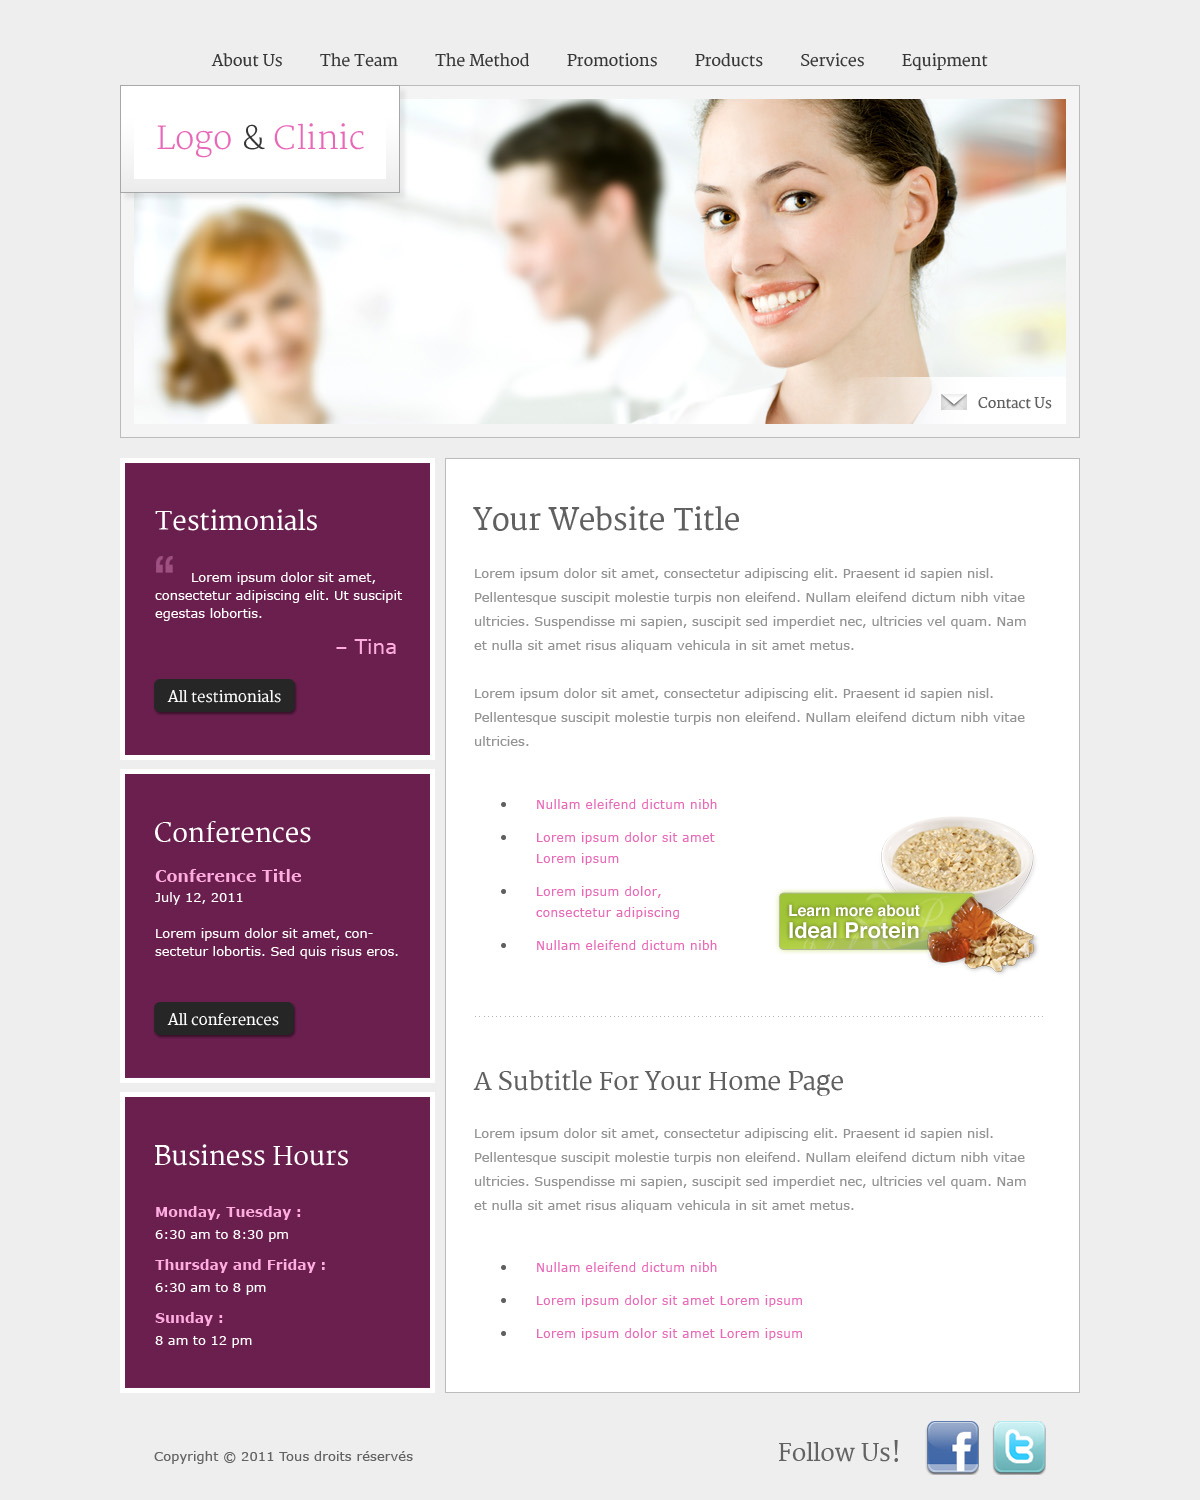 About Us The Team The Method Promotions Products Services Equipment
Logo & Clinic
Contact Us
Testimonials
“ Lorem ipsum dolor sit amet,
consectetur adipiscing elit. Ut suscipit
egestas lobortis.
– Tina
All testimonials
Conferences
Conference Title
July 12, 2011
Lorem ipsum dolor sit amet, con-
sectetur lobortis. Sed quis risus eros.
All conferences
Business Hours
Monday, Tuesday :
6:30 am to 8:30 pm
Thursday and Friday :
6:30 am to 8 pm
Sunday :
8 am to 12 pm
Your Website Title
Lorem ipsum dolor sit amet, consectetur adipiscing elit. Praesent id sapien nisl.
Pellentesque suscipit molestie turpis non eleifend. Nullam eleifend dictum nibh vitae
ultricies. Suspendisse mi sapien, suscipit sed imperdiet nec, ultricies vel quam. Nam
et nulla sit amet risus aliquam vehicula in sit amet metus.
Lorem ipsum dolor sit amet, consectetur adipiscing elit. Praesent id sapien nisl.
Pellentesque suscipit molestie turpis non eleifend. Nullam eleifend dictum nibh vitae
ultricies.
• Nullam eleifend dictum nibh
• Lorem ipsum dolor sit amet
Lorem ipsum
• Lorem ipsum dolor,
consectetur adipiscing
• Nullam eleifend dictum nibh
Learn more about
Ideal Protein
A Subtitle For Your Home Page
Lorem ipsum dolor sit amet, consectetur adipiscing elit. Praesent id sapien nisl.
Pellentesque suscipit molestie turpis non eleifend. Nullam eleifend dictum nibh vitae
ultricies. Suspendisse mi sapien, suscipit sed imperdiet nec, ultricies vel quam. Nam
et nulla sit amet risus aliquam vehicula in sit amet metus.
• Nullam eleifend dictum nibh
• Lorem ipsum dolor sit amet Lorem ipsum
• Lorem ipsum dolor sit amet Lorem ipsum
Copyright © 2011 Tous droits réservés
Follow Us!
f
t